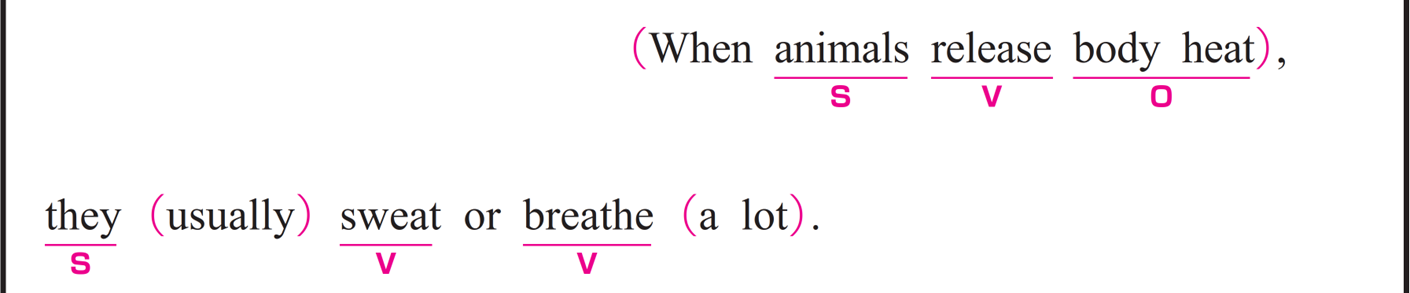 (When animals release body heat),
S V O
they (usually) sweat or breathe (a lot).
S V V